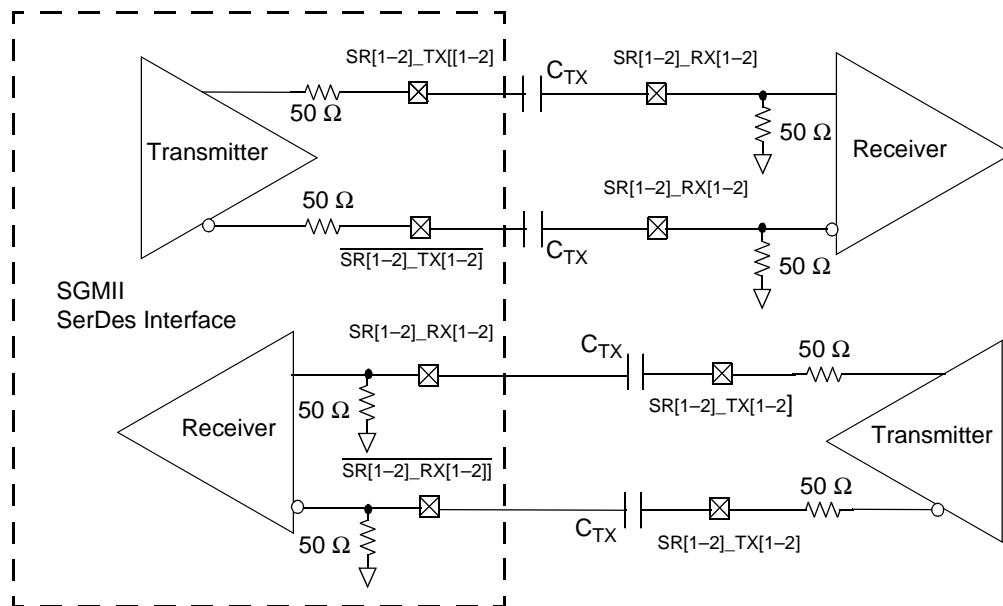 SR[1–2]_TX[[1–2]
C_TX
SR[1–2]_RX[1–2]
50 Ω
50 Ω
Transmitter
Receiver
50 Ω
SR[1–2]_RX[1–2]
SR[1–2]_TX[1–2]
C_TX
50 Ω
SGMII
SerDes Interface
SR[1–2]_RX[1–2]
C_TX
50 Ω
50 Ω
SR[1–2]_TX[1–2]
Receiver
Transmitter
SR[1–2]_RX[1–2]]
50 Ω
50 Ω
C_TX
SR[1–2]_TX[1–2]